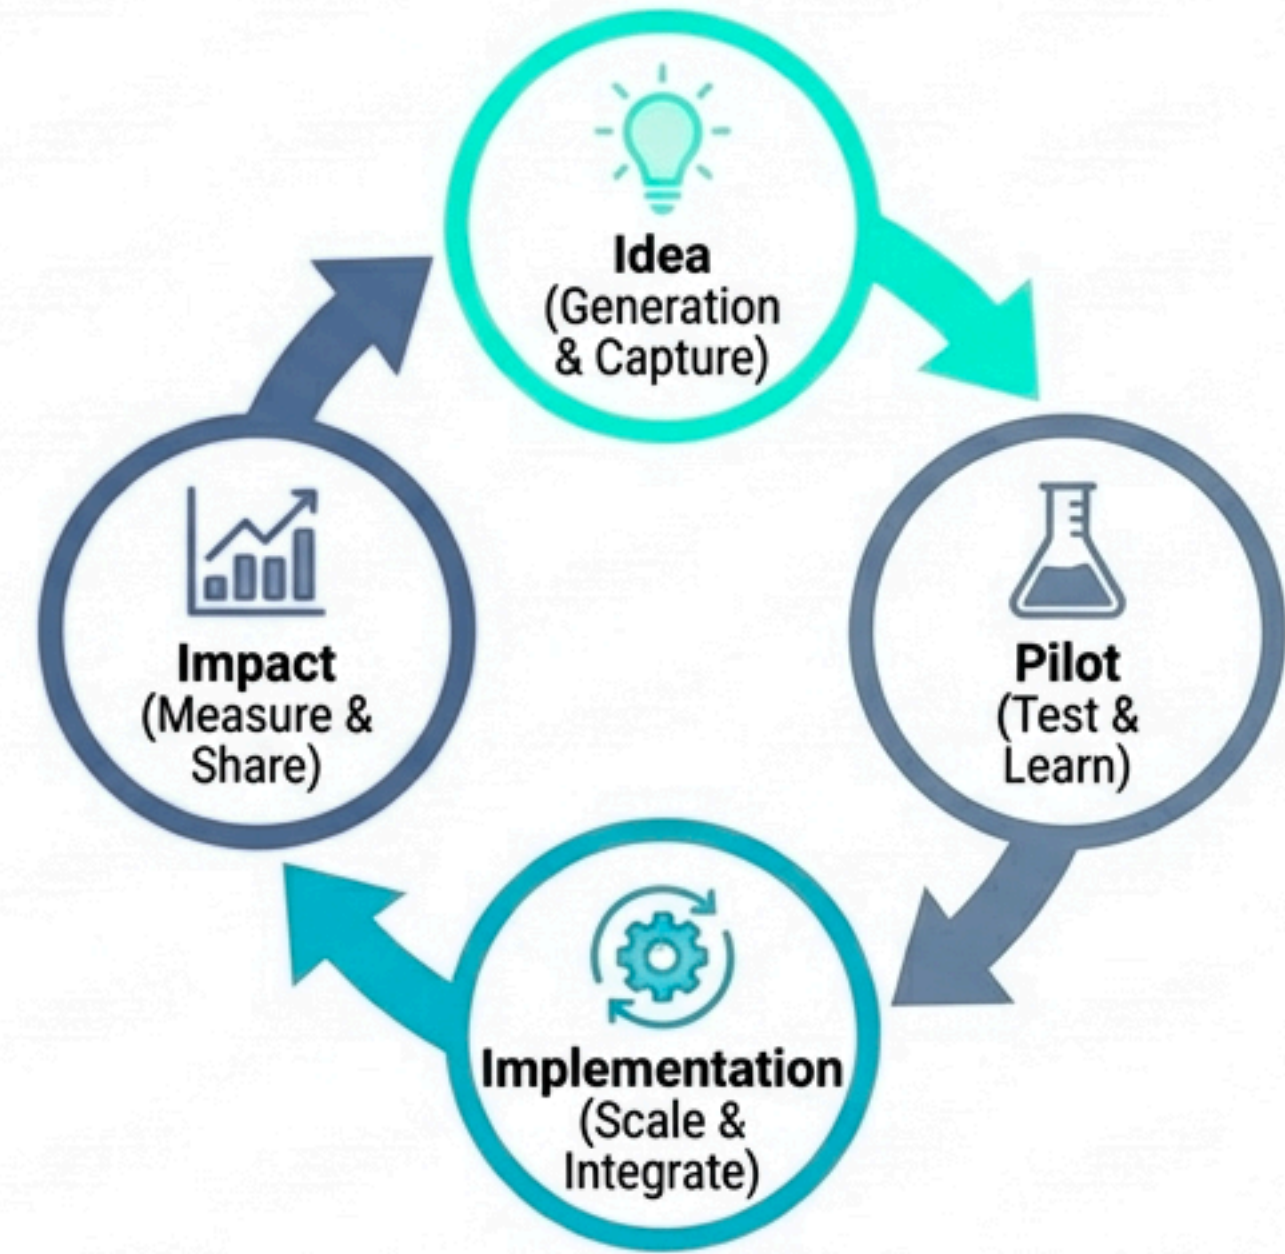 Idea
(Generation
& Capture)
Impact
(Measure &
Share)
Pilot
(Test &
Learn)
Implementation
(Scale &
Integrate)